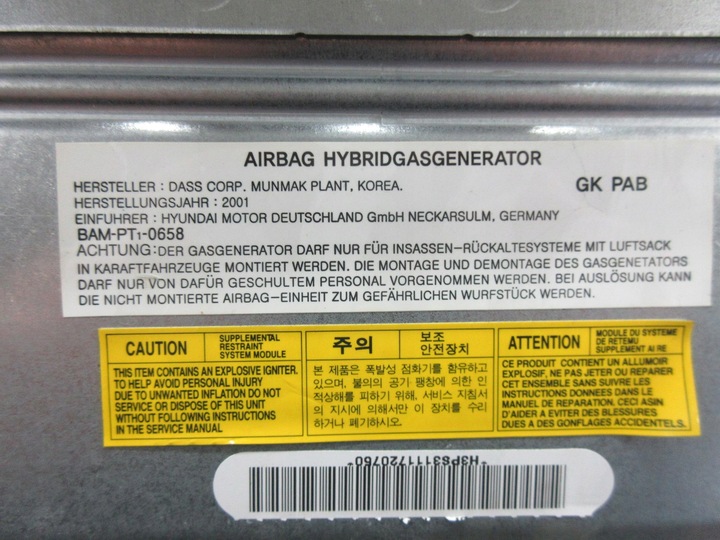 AIRBAG HYBRIDGASGENERATOR
HERSTELLER : DASS CORP. MUNMAK PLANT, KOREA.
GK PAB
HERSTELLUNGSJAHR : 2001
EINFUHRER : HYUNDAI MOTOR DEUTSCHLAND GmbH NECKARSULM, GERMANY
BAM-PT₁-0658
ACHTUNG:DER GASGENERATOR DARF NUR FÜR INSASSEN-RÜCKALTESYSTEME MIT LUFTSACK
IN KARAFTFAHRZEUGE MONTIERT WERDEN. DIE MONTAGE UND DEMONTAGE DES GASGENETATORS
DARF NUR VON DAFÜR GESCHULTEM PERSONAL VORGENOMMEN WERDEN. BEI AUSLÖSUNG KANN
DIE NICHT MONTIERTE AIRBAG-EINHEIT ZUM GEFÄHRLICHEN WURFSTÜCK WERDEN.
CAUTION
SUPPLEMENTAL
RESTRAINT
SYSTEM MODULE
THIS ITEM CONTAINS AN EXPLOSIVE IGNITER.
TO HELP AVOID PERSONAL INJURY
DUE TO UNWANTED INFLATION DO NOT
SERVICE OR DISPOSE OF THIS UNIT
WITHOUT FOLLOWING INSTRUCTIONS
IN THE SERVICE MANUAL
주의
보조
안전장치
본 제품은 폭발성 점화기를 함유하고
있으며, 불의의 공기 팽창에 의한 인
적상해를 피하기 위해, 서비스 지침서
의 지시에 의해서만 이 장치를 수리
하거나 폐기하시오.
ATTENTION
MODULE DU SYSTEME
DE RETEMU
SUPPLEMENT AI RE
CE PRODUIT CONTIENT UN ALLUMOIR
EXPLOSIF, NE PAS JETER OU REPARER
CET ENSEMBLE SANS SUIVRE LES
INSTRUCTIONS DONNEES DANS LE
MANUEL DE REPARATION. CECI ASIN
D'AIDER A EVITER DES BLESSURES
DUES A DES GONFLAGES ACCIDENTELS.
*H3PS31111720760*